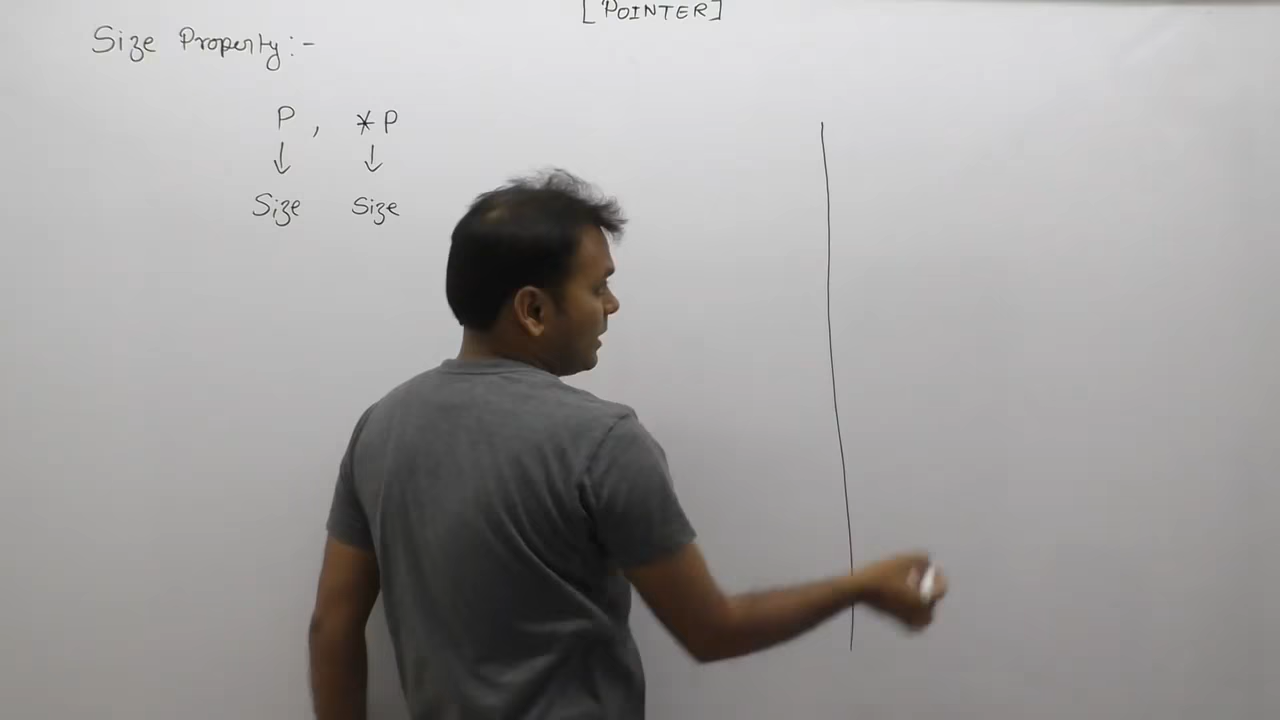 [POINTER]
Size Property:-
P, *P
↓ ↓
Size Size